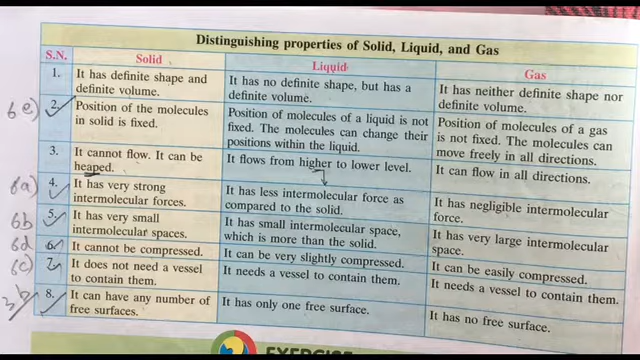 Distinguishing properties of Solid, Liquid, and Gas
S.N. Solid Liquid Gas
1. It has definite shape and
definite volume.
It has no definite shape, but has a
definite volume.
It has neither definite shape nor
definite volume.
6e) 2. Position of the molecules
in solid is fixed.
Position of molecules of a liquid is not
fixed. The molecules can change their
positions within the liquid.
Position of molecules of a gas
is not fixed. The molecules can
move freely in all directions.
3. It cannot flow. It can be
heaped.
It flows from higher to lower level.
It can flow in all directions.
6a) 4. It has very strong
intermolecular forces.
It has less intermolecular force as
compared to the solid.
It has negligible intermolecular
force.
6b 5. It has very small
intermolecular spaces.
It has small intermolecular space,
which is more than the solid.
It has very large intermolecular
space.
6d 6. It cannot be compressed.
It can be very slightly compressed.
It can be easily compressed.
6c) 7. It does not need a vessel
to contain them.
It needs a vessel to contain them.
It needs a vessel to contain them.
8. It can have any number of
free surfaces.
It has only one free surface.
It has no free surface.
EXERCISE